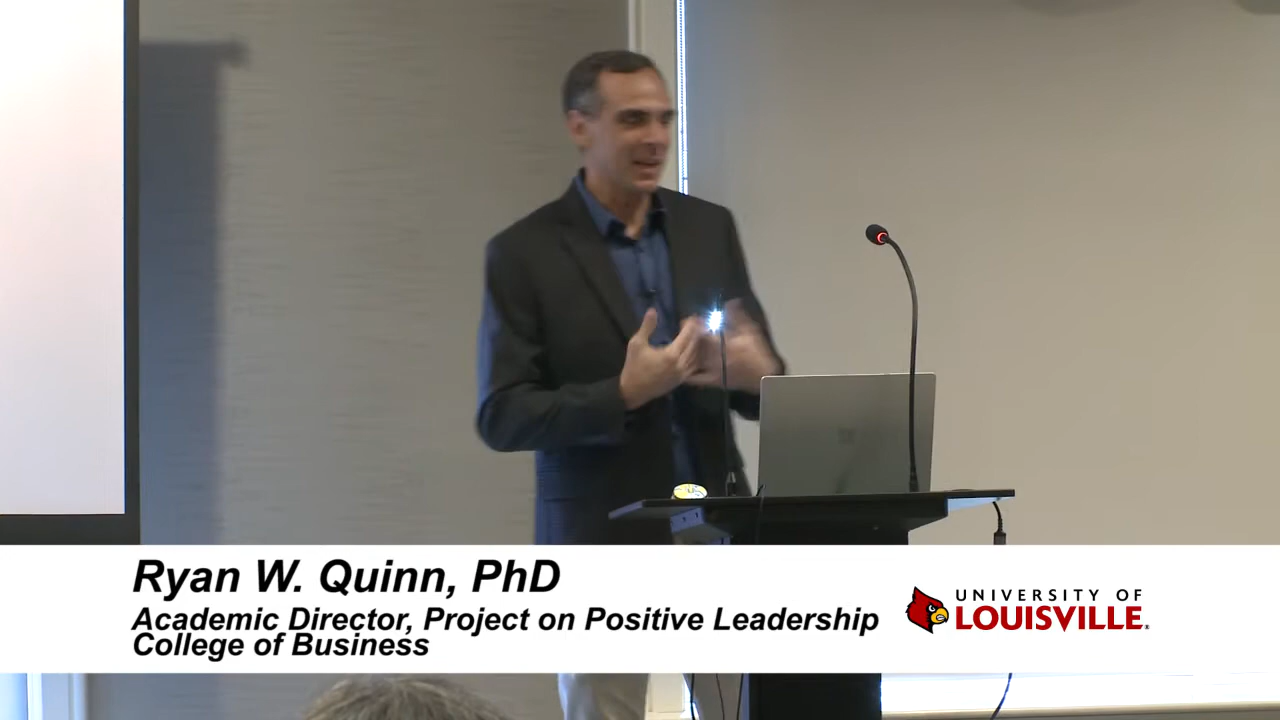 Ryan W. Quinn, PhD
Academic Director, Project on Positive Leadership
College of Business
UNIVERSITY OF
LOUISVILLE